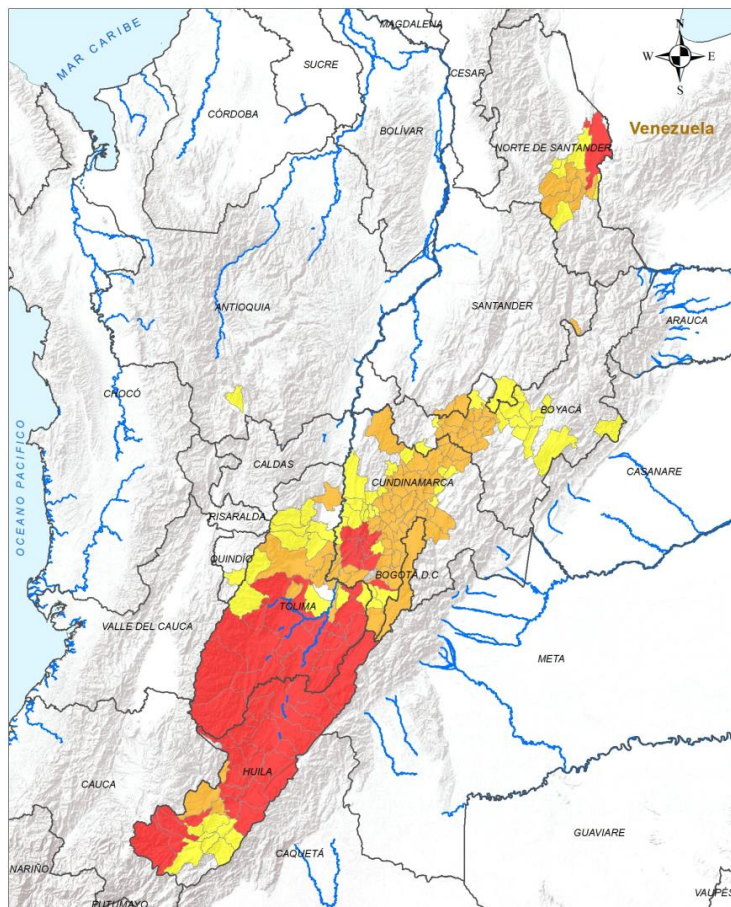 MAGDALENA
MAR CARIBE
SUCRE
CESAR
N
W
E
S
CÓRDOBA
BOLÍVAR
Venezuela
NORTE DE SANTANDER
ANTIOQUIA
SANTANDER
ARAUCA
CHOCÓ
BOYACÁ
CALDAS
CUNDINAMARCA
CASANARE
OCEANO PACIFICO
RISARALDA
QUINDÍO
BOGOTÁ D.C
TOLIMA
VALLE DEL CAUCA
META
HUILA
CAUCA
GUAVIARE
CAQUETÁ
NARIÑO
PUTUMAYO
VAUPÉS